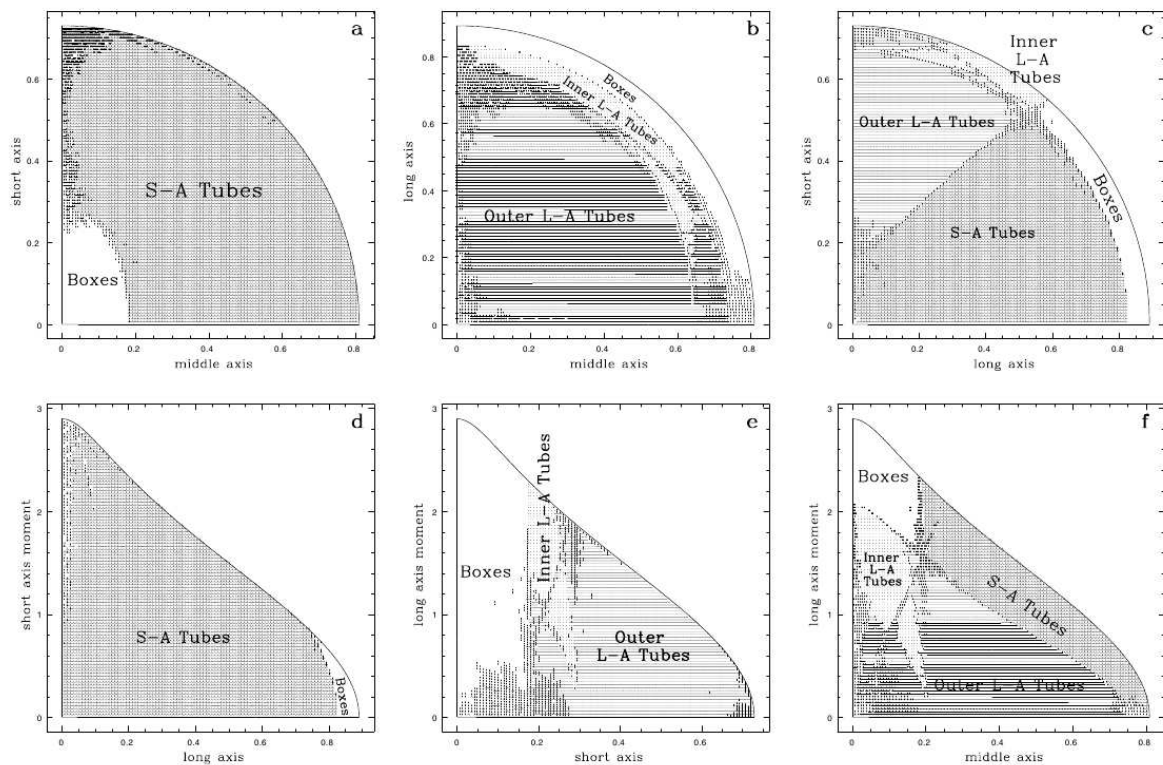 a
short axis
0.6
0.4
0.2
0
S−A Tubes
Boxes
0
0.2
0.4
0.6
0.8
middle axis
b
long axis
0.8
0.6
0.4
0.2
0
Boxes
Inner L−A Tubes
Outer L−A Tubes
0
0.2
0.4
0.6
0.8
middle axis
c
short axis
0.6
0.4
0.2
0
Inner
L−A
Tubes
Outer L−A Tubes
Boxes
S−A Tubes
0
0.2
0.4
0.6
0.8
long axis
d
short axis moment
3
2
1
0
S−A Tubes
Boxes
0
0.2
0.4
0.6
0.8
long axis
e
long axis moment
3
2
1
0
Boxes
Inner L−A Tubes
Outer
L−A Tubes
0
0.2
0.4
0.6
short axis
f
long axis moment
3
2
1
0
Boxes
Inner
L−A
Tubes
S−A Tubes
Outer L−A Tubes
0
0.2
0.4
0.6
0.8
middle axis